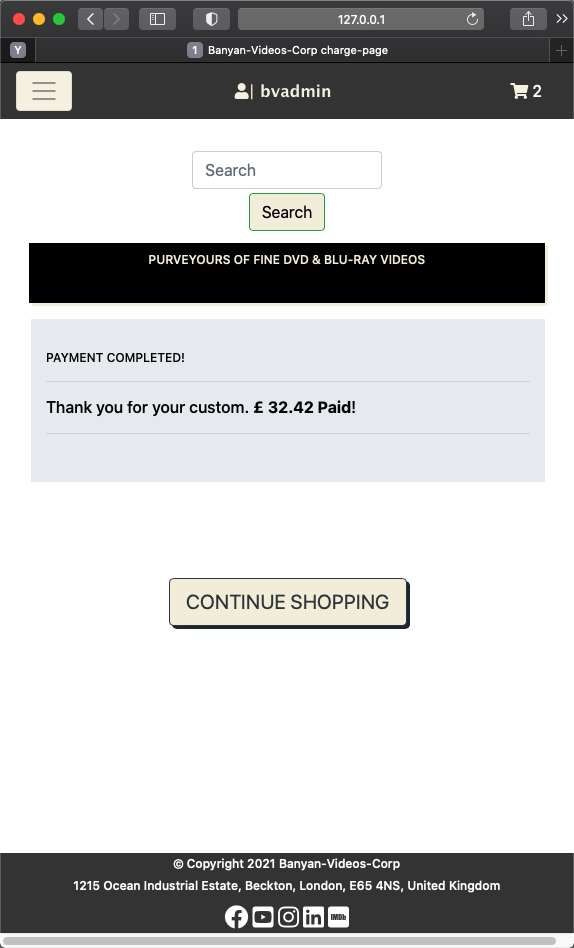 127.0.0.1
Y
1 Banyan-Videos-Corp charge-page
| bvadmin
2
Search
Search
PURVEYOURS OF FINE DVD & BLU-RAY VIDEOS
PAYMENT COMPLETED!
Thank you for your custom. £ 32.42 Paid!
CONTINUE SHOPPING
© Copyright 2021 Banyan-Videos-Corp
1215 Ocean Industrial Estate, Beckton, London, E65 4NS, United Kingdom
IMDb